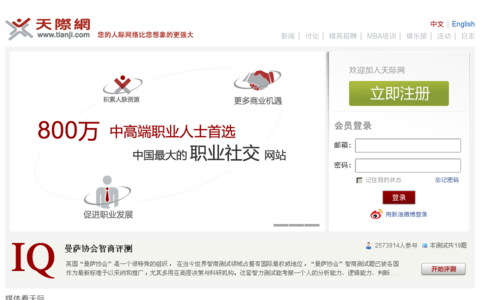 天際網
www.tianji.com
您的人际网络比您想象的更强大
中文 | English
新闻 | 讨论 | 精英招聘 | MBA培训 | 俱乐部 | 活动 | 日志
积累人脉资源
更多商业机遇
800万 中高端职业人士首选
中国最大的 职业社交 网站
促进职业发展
欢迎加入天际网
立即注册
会员登录
邮箱:
密码:
记住我的状态
忘记密码
登录
用新浪微博登录
IQ
曼萨协会智商评测
2573914人参与
本测试共19题
英国“曼萨协会”是一个很特殊的组织，在当今世界智商测试领域占据有国际最权威地位，“曼萨协会”智商测试题已被各国
作为最新标准予以采纳和推广，尤其多用在高层决策与科研机构。这套智力测试能考察一个人的分析能力、逻辑能力、判断
开始评测
媒体看天际